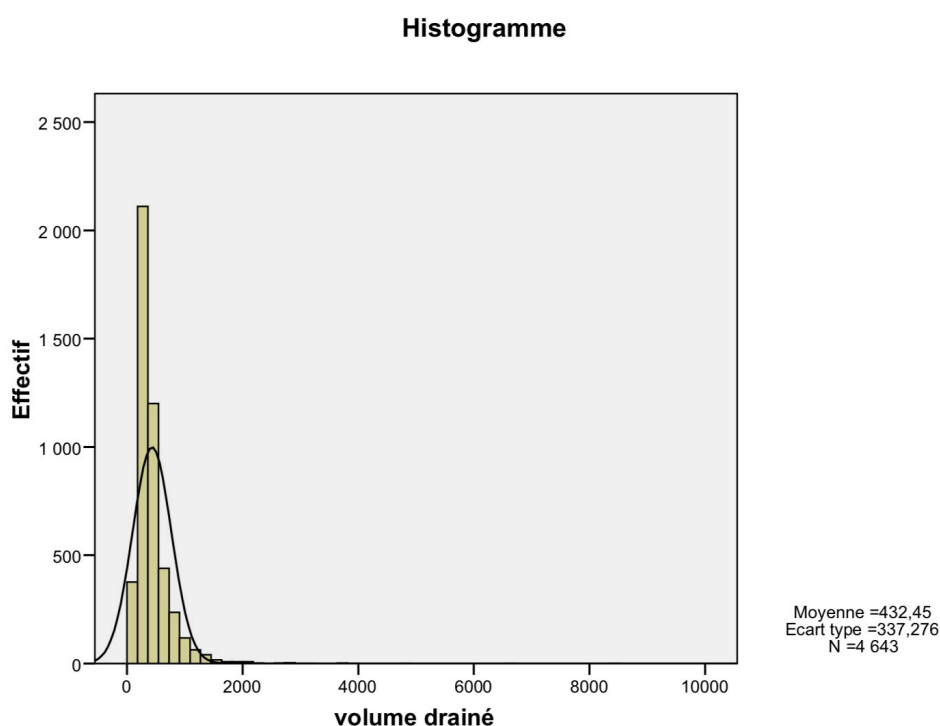 Histogramme
2 500
2 000
1 500
1 000
500
0
Effectif
0
2000
4000
6000
8000
10000
volume drainé
Moyenne =432,45
Ecart type =337,276
N =4 643